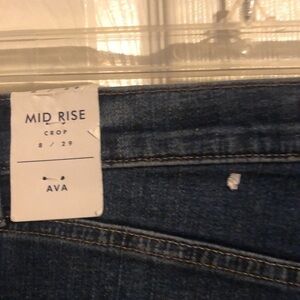 MID RISE
CROP
8 / 29
AVA